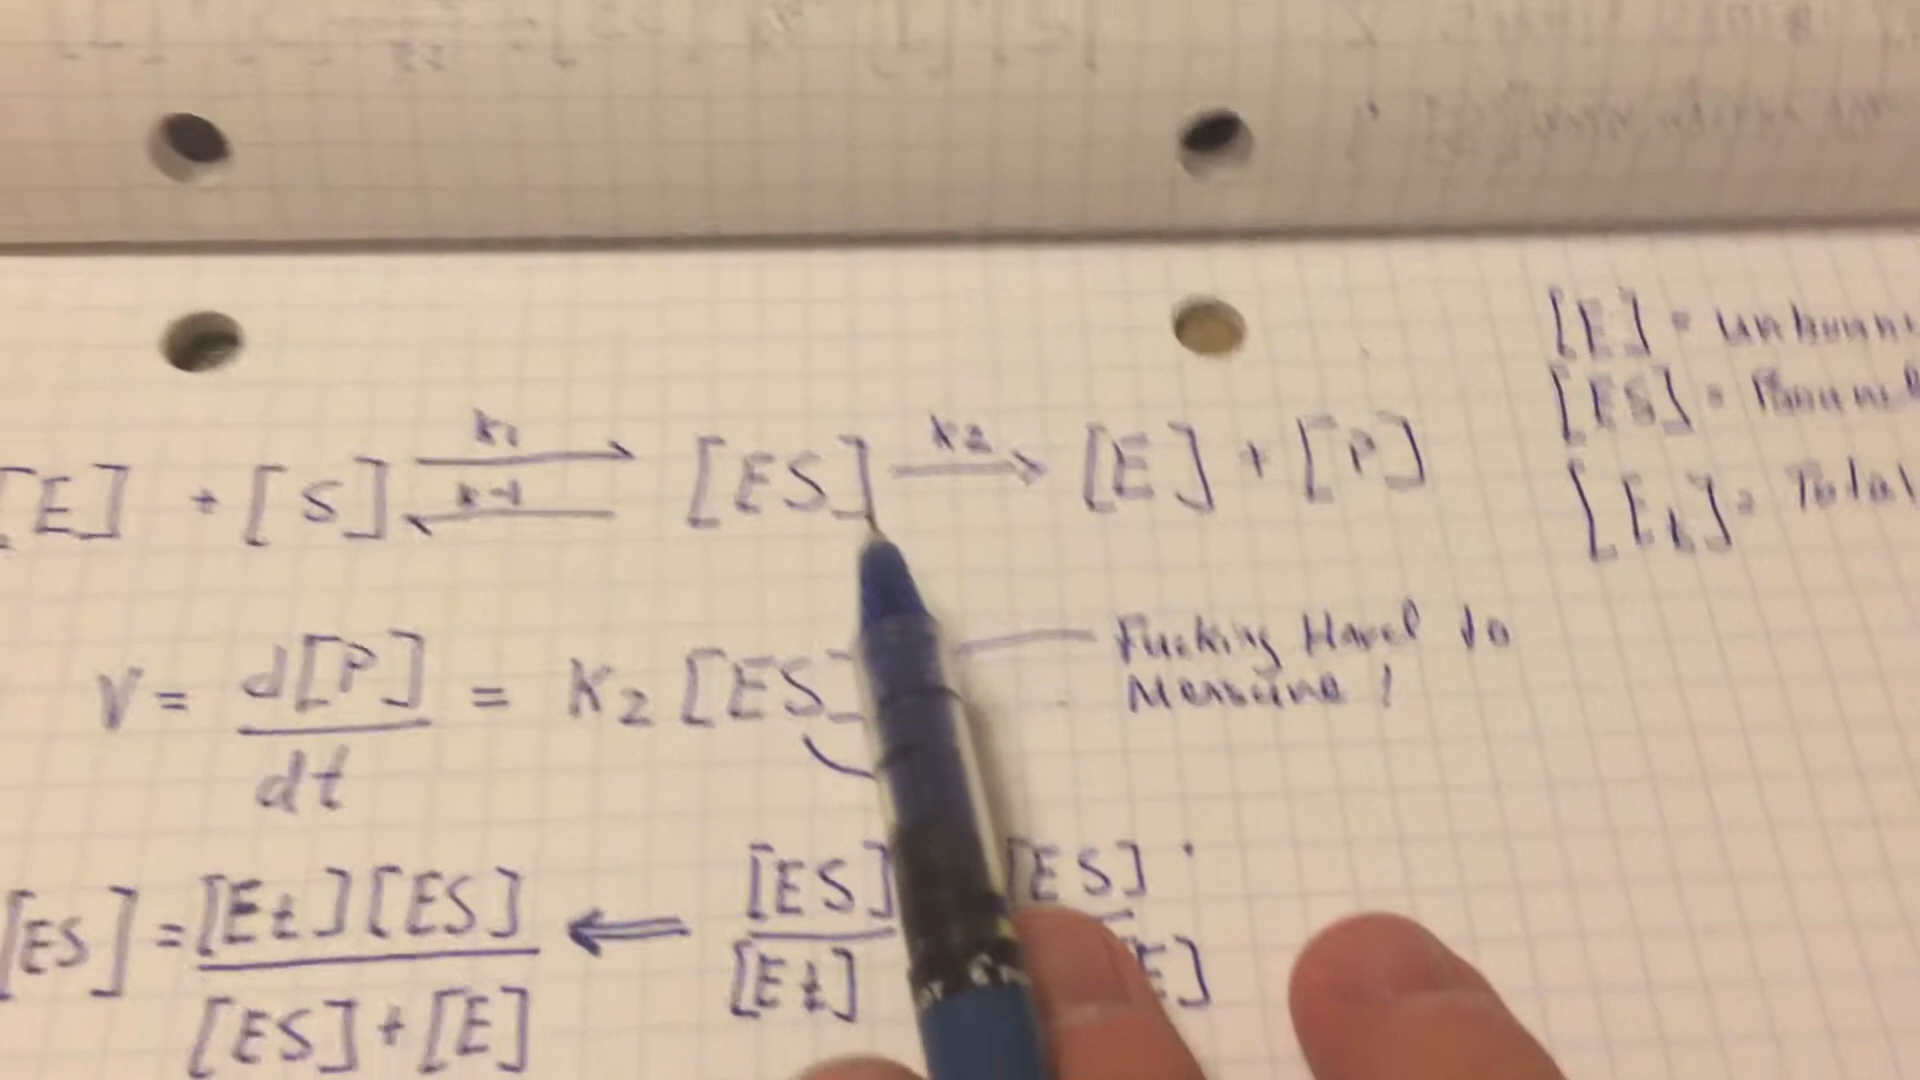 [E] = unboun
[ES] = Bound
[Et] = Total
k1 k2
[E] + [S] ⇌ [ES] → [E] + [P]
k-1
V = d[P]/dt = K2 [ES] — Fucking Hard to
Measure!
[ES] = [Et][ES]/[ES]+[E] ⇐ [ES]/[Et] [ES]/E]